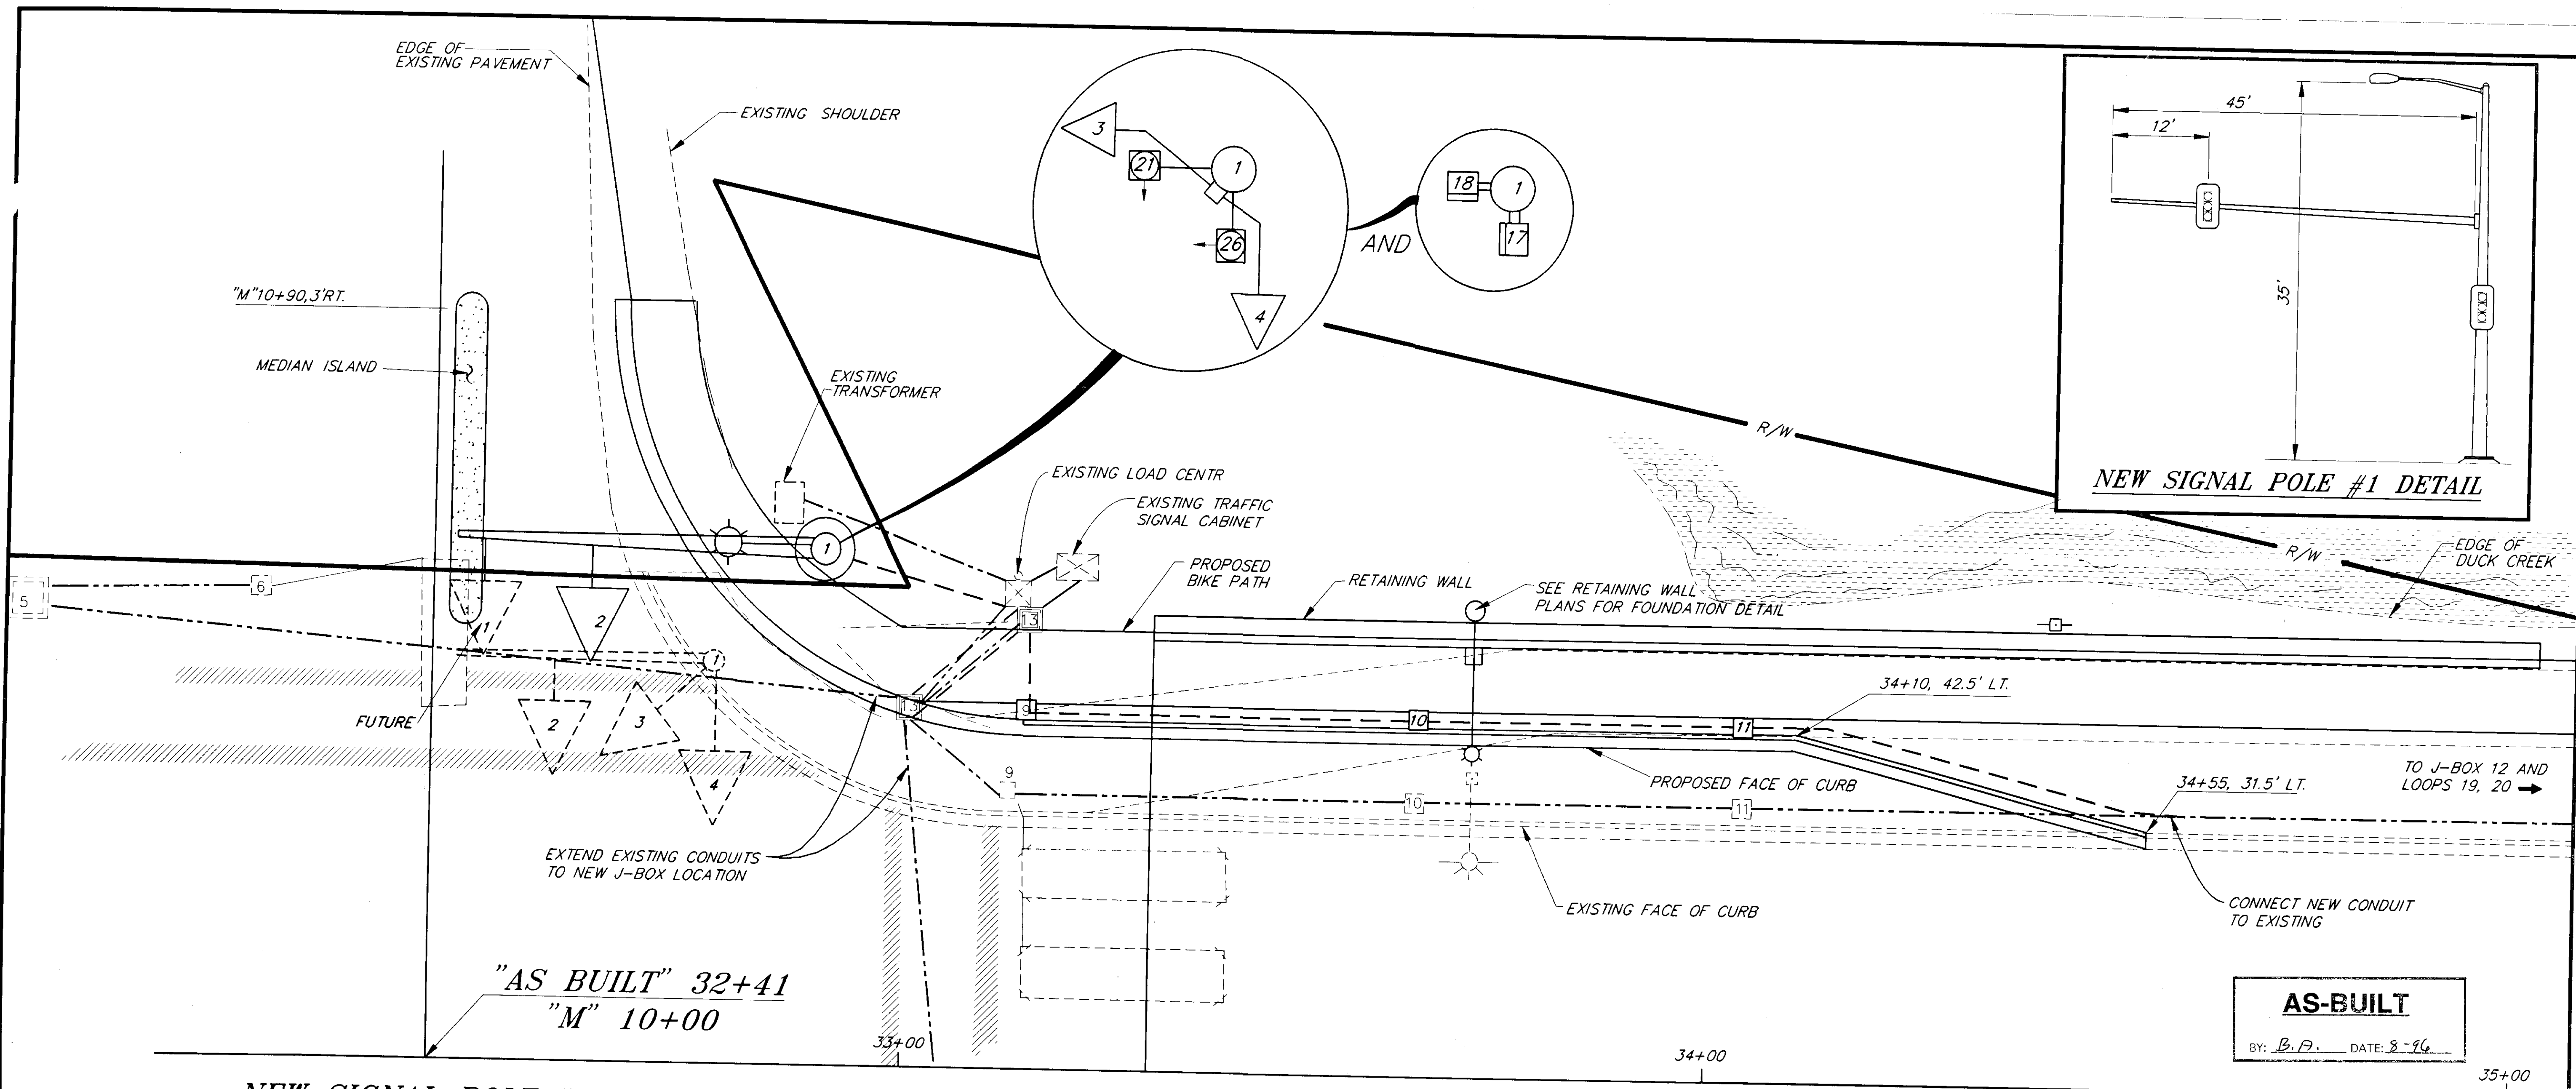 EDGE OF
EXISTING PAVEMENT
EXISTING SHOULDER
3
21
1
26
4
AND
18
1
17
45'
12'
35'
NEW SIGNAL POLE #1 DETAIL
"M"10+90,3'RT.
MEDIAN ISLAND
EXISTING
TRANSFORMER
R/W
EXISTING LOAD CENTR
EXISTING TRAFFIC
SIGNAL CABINET
PROPOSED
BIKE PATH
RETAINING WALL
SEE RETAINING WALL
PLANS FOR FOUNDATION DETAIL
R/W
EDGE OF
DUCK CREEK
5
6
1
1
2
13
1
FUTURE
2
3
4
13
9
10
11
34+10, 42.5' LT.
9
10
11
PROPOSED FACE OF CURB
34+55, 31.5' LT.
TO J-BOX 12 AND
LOOPS 19, 20
EXTEND EXISTING CONDUITS
TO NEW J-BOX LOCATION
EXISTING FACE OF CURB
CONNECT NEW CONDUIT
TO EXISTING
"AS BUILT" 32+41
"M" 10+00
33+00
34+00
35+00
AS-BUILT
BY: B.A. DATE: 8-96